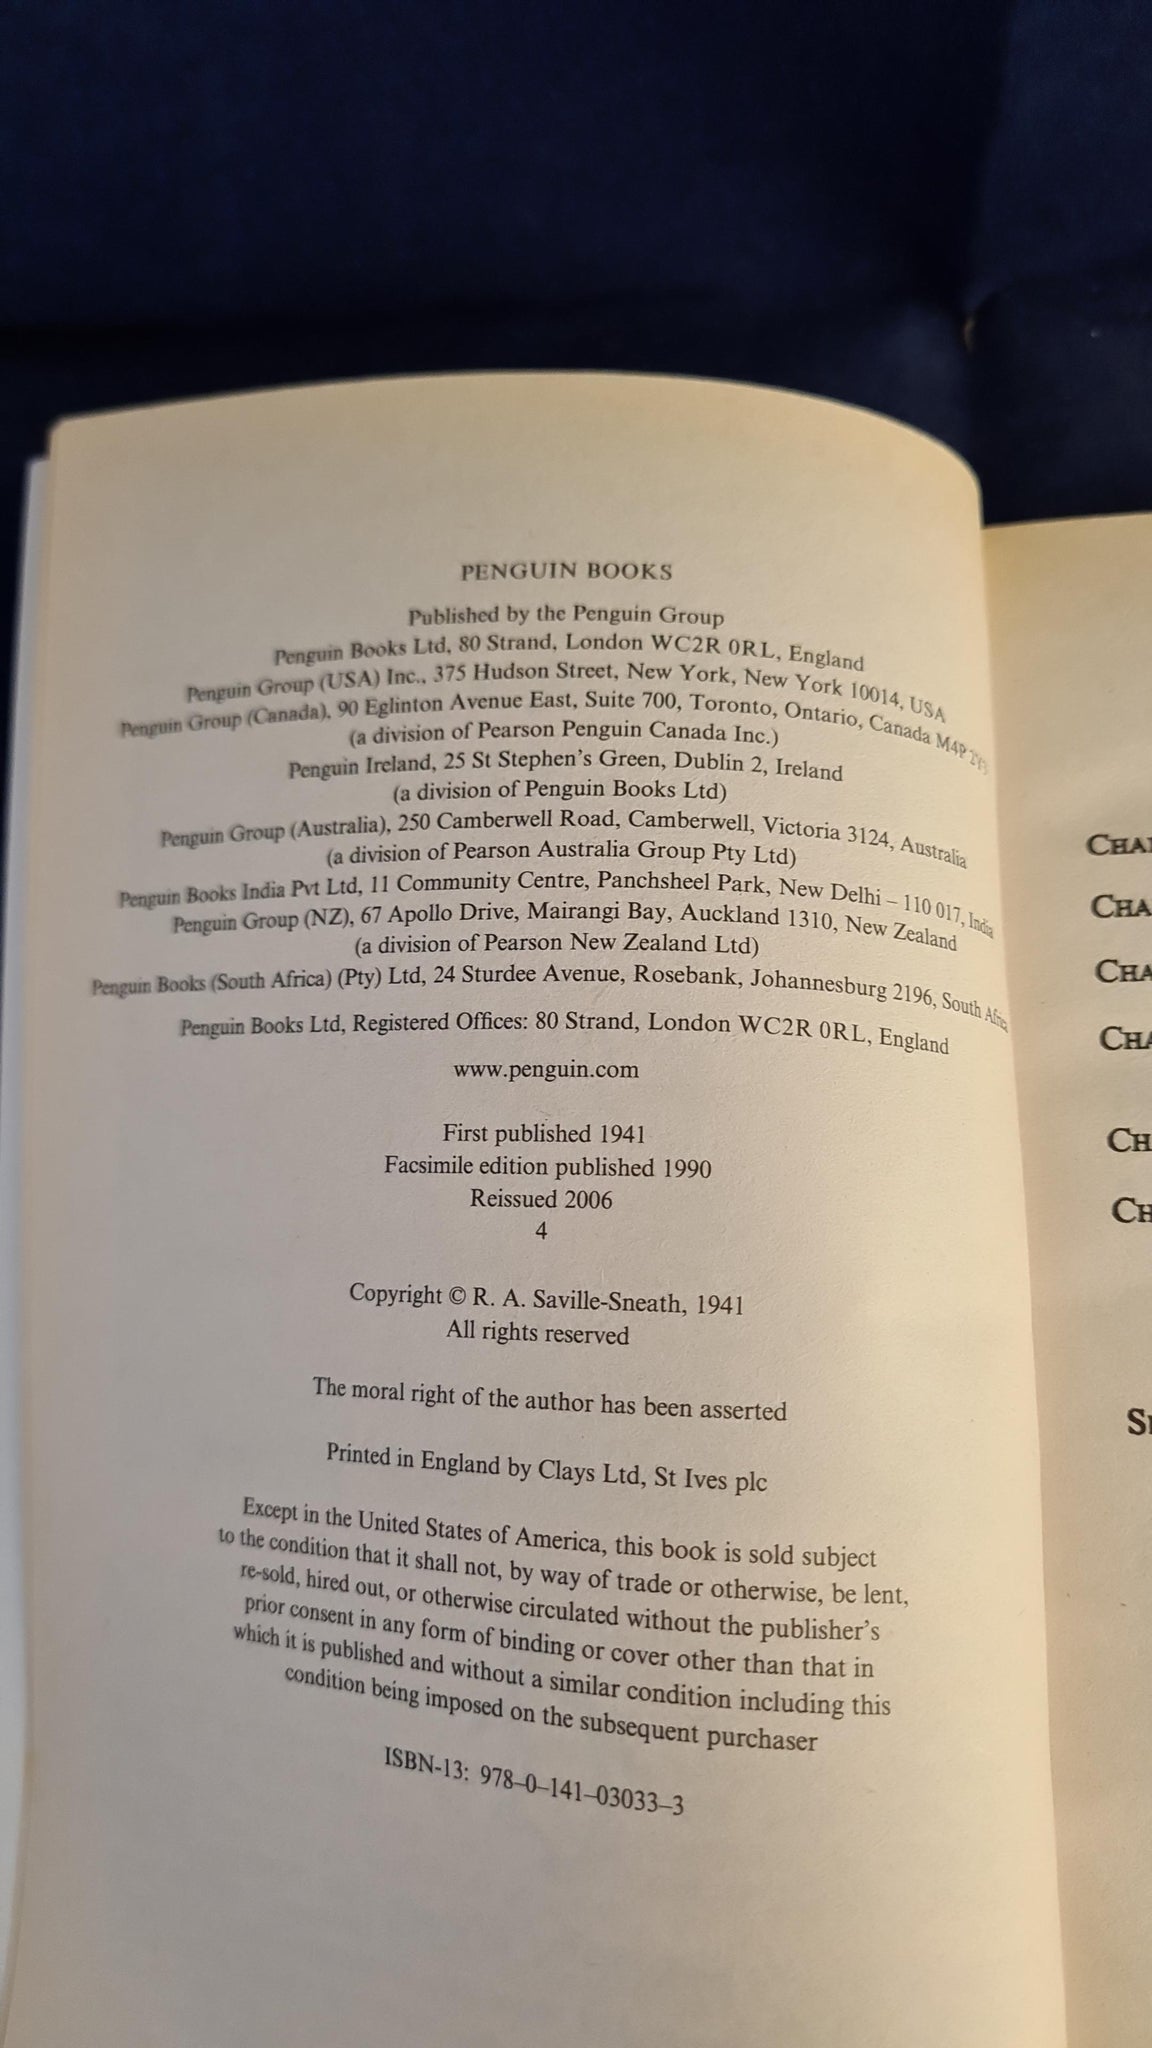 PENGUIN BOOKS
Published by the Penguin Group
Penguin Books Ltd, 80 Strand, London WC2R 0RL, England
Penguin Group (USA) Inc., 375 Hudson Street, New York, New York 10014, USA
Penguin Group (Canada), 90 Eglinton Avenue East, Suite 700, Toronto, Ontario, Canada M4P
(a division of Pearson Penguin Canada Inc.)
Penguin Ireland, 25 St Stephen's Green, Dublin 2, Ireland
(a division of Penguin Books Ltd)
Penguin Group (Australia), 250 Camberwell Road, Camberwell, Victoria 3124, Australia
(a division of Pearson Australia Group Pty Ltd)
Penguin Books India Pvt Ltd, 11 Community Centre, Panchsheel Park, New Delhi – 110 017, India
Penguin Group (NZ), 67 Apollo Drive, Mairangi Bay, Auckland 1310, New Zealand
(a division of Pearson New Zealand Ltd)
Penguin Books (South Africa) (Pty) Ltd, 24 Sturdee Avenue, Rosebank, Johannesburg 2196, South Africa
Penguin Books Ltd, Registered Offices: 80 Strand, London WC2R 0RL, England
www.penguin.com
First published 1941
Facsimile edition published 1990
Reissued 2006
4
Copyright © R. A. Saville-Sneath, 1941
All rights reserved
The moral right of the author has been asserted
Printed in England by Clays Ltd, St Ives plc
Except in the United States of America, this book is sold subject
to the condition that it shall not, by way of trade or otherwise, be lent,
re-sold, hired out, or otherwise circulated without the publisher's
prior consent in any form of binding or cover other than that in
which it is published and without a similar condition including this
condition being imposed on the subsequent purchaser
ISBN-13: 978–0–141–03033–3